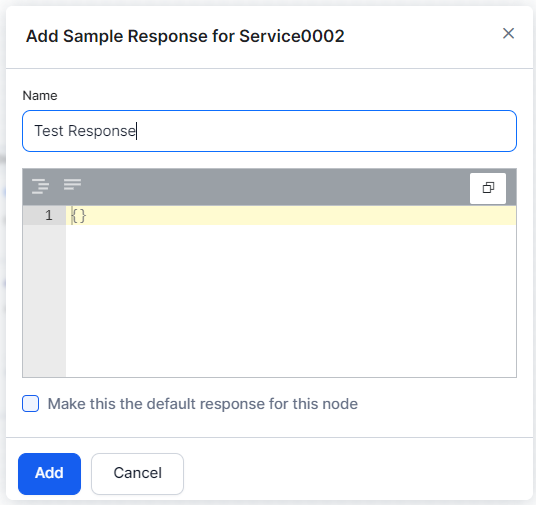 Add Sample Response for Service0002
Name
Test Response
1 {}
Make this the default response for this node
Add Cancel